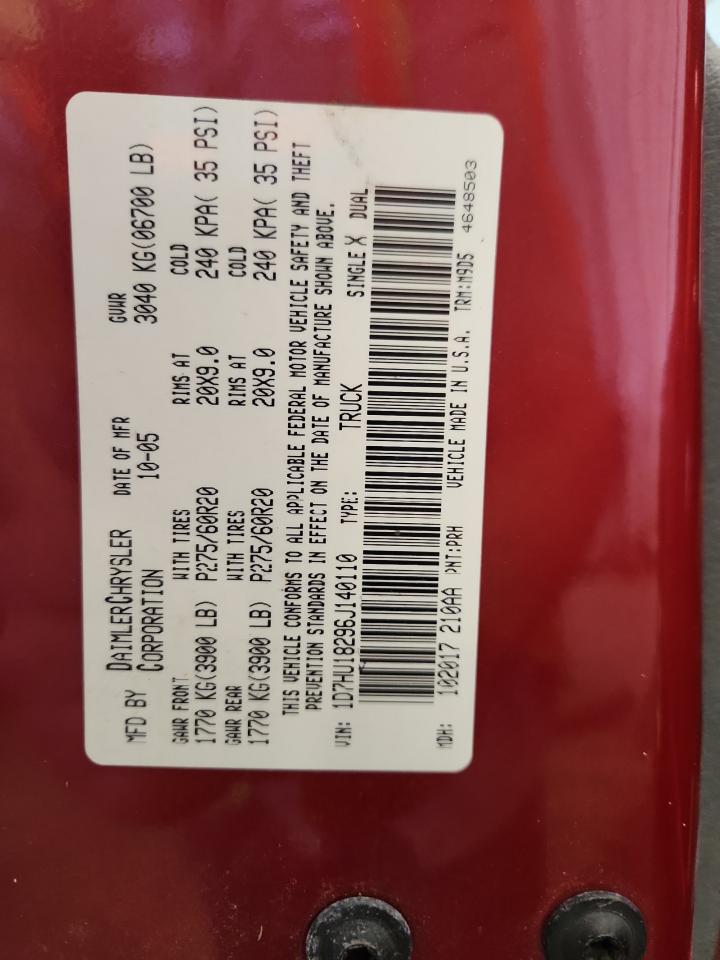 MFD BY DAIMLERCHRYSLER CORPORATION DATE OF MFR 10-05 GVWR 3040 KG(06700 LB)
GAWR FRONT WITH TIRES RIMS AT COLD
1770 KG(3900 LB) P275/60R20 20X9.0 240 KPA( 35 PSI)
GAWR REAR WITH TIRES RIMS AT COLD
1770 KG(3900 LB) P275/60R20 20X9.0 240 KPA( 35 PSI)
THIS VEHICLE CONFORMS TO ALL APPLICABLE FEDERAL MOTOR VEHICLE SAFETY AND THEFT
PREVENTION STANDARDS IN EFFECT ON THE DATE OF MANUFACTURE SHOWN ABOVE.
VIN: 1D7HU18296J140110 TYPE: TRUCK SINGLE X DUAL
MDH: 102017 210AA PNT:PRH VEHICLE MADE IN U.S.A. TRM:M9D5
4648503